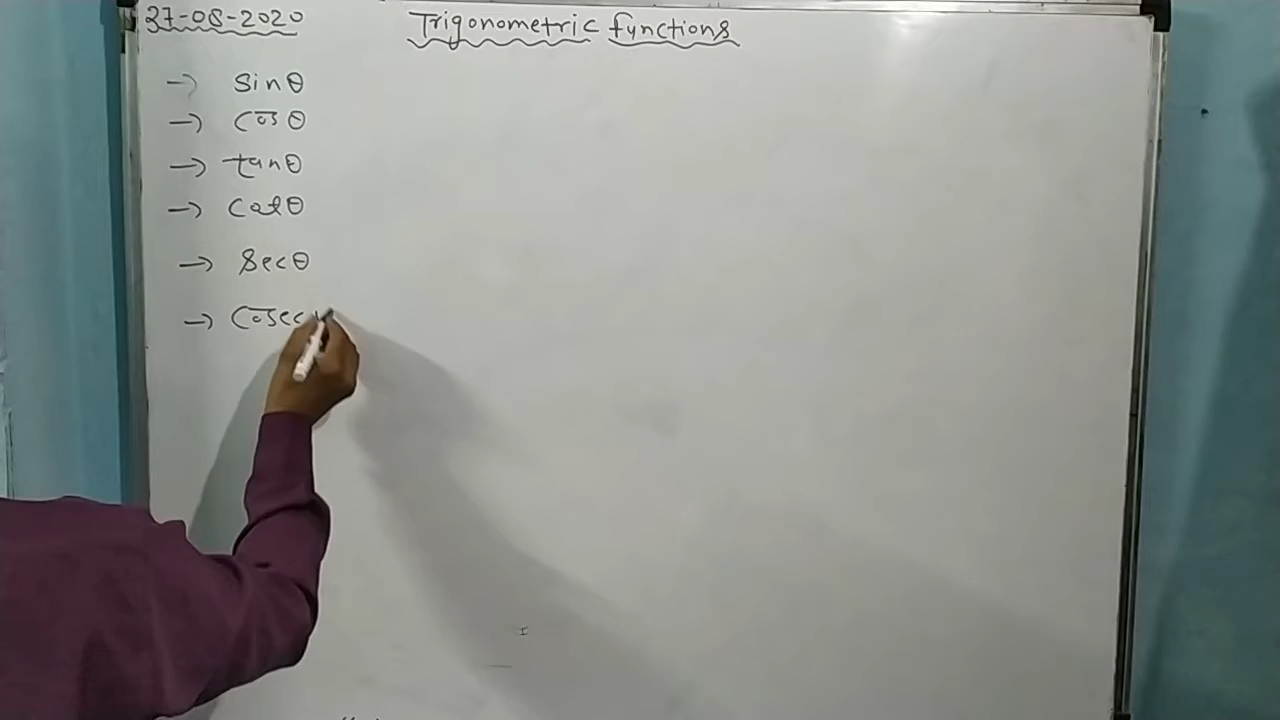 27-08-2020 Trigonometric functions
→ sinθ
→ cosθ
→ tanθ
→ cotθ
→ secθ
→ cosec